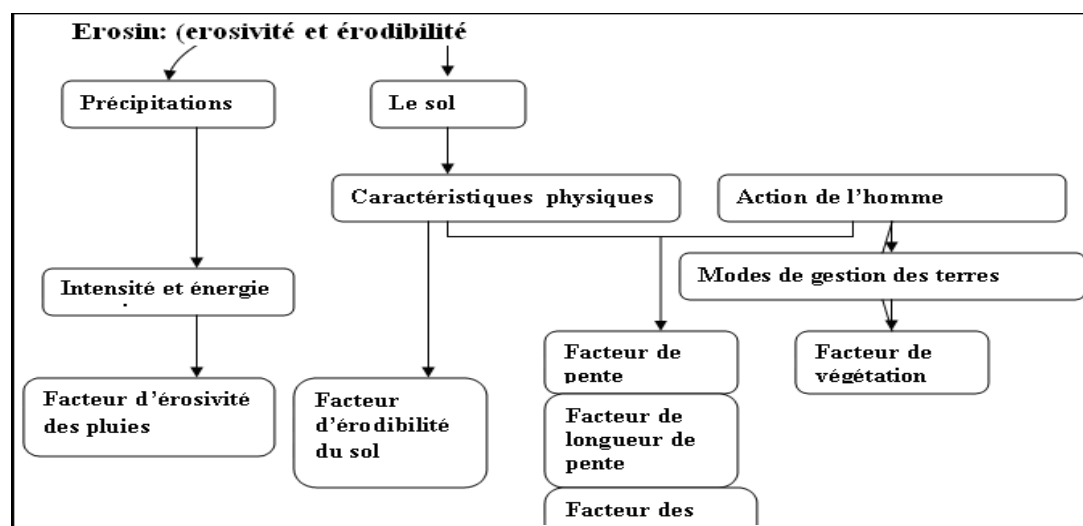 Erosin: (erosivité et érodibilité
Précipitations
Le sol
Caractéristiques physiques
Action de l'homme
Modes de gestion des terres
Intensité et énergie
Facteur de
pente
Facteur de
végétation
Facteur d'érosivité
des pluies
Facteur
d'érodibilité
du sol
Facteur de
longueur de
pente
Facteur des